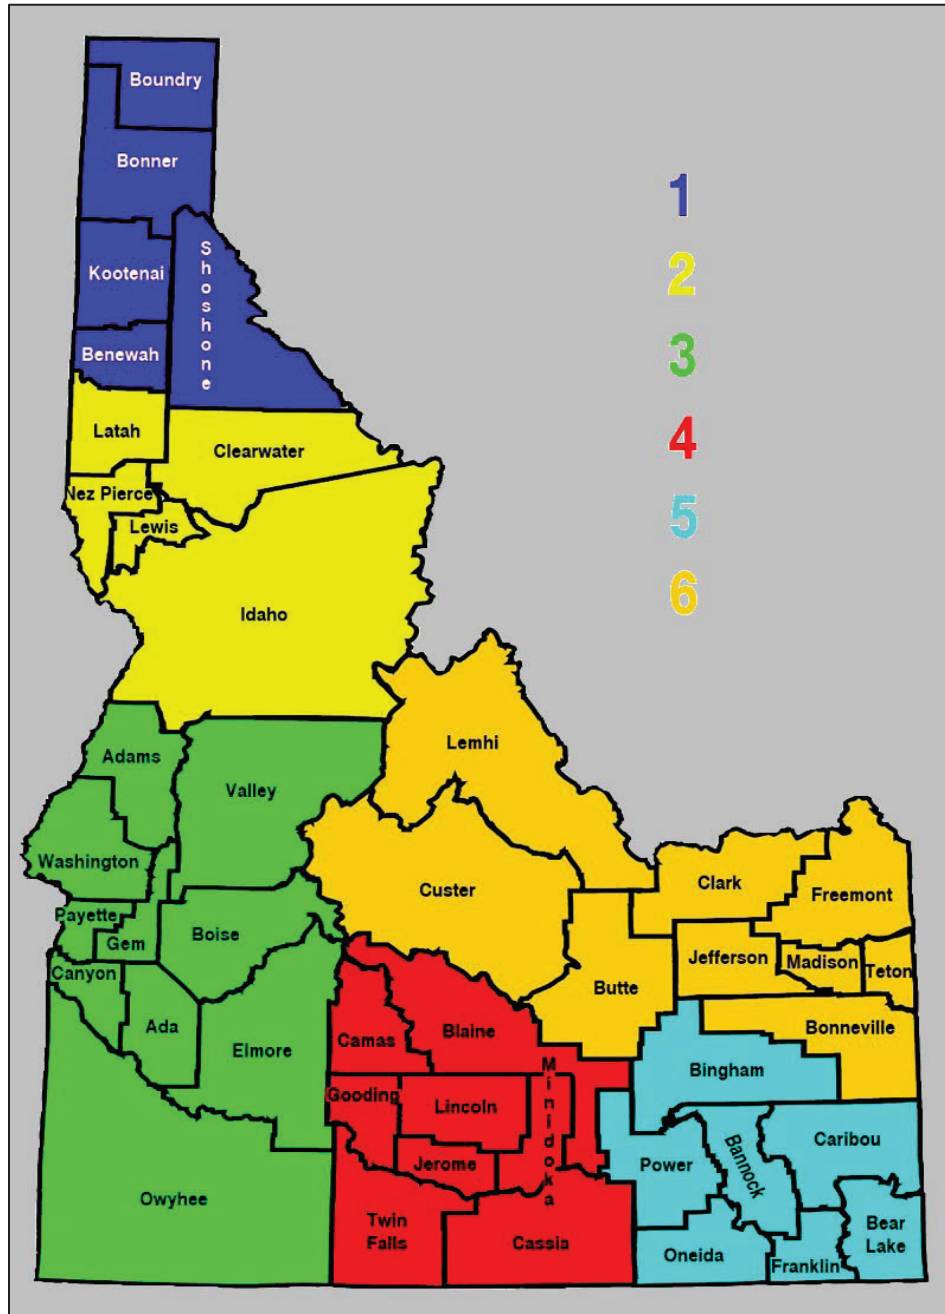 Boundry
Bonner
1
Shoshone
Kootenai
2
Benewah
3
Latah
4
Clearwater
Nez Pierce
5
Lewis
6
Idaho
Lemhi
Adams
Valley
Washington
Custer
Clark
Freemont
Payette
Gem
Boise
Jefferson
Madison
Teton
Canyon
Butte
Ada
Elmore
Camas
Blaine
Bonneville
Minidoka
Bingham
Gooding
Lincoln
Jerome
Power
Bannock
Caribou
Owyhee
Twin
Falls
Cassia
Oneida
Franklin
Bear
Lake